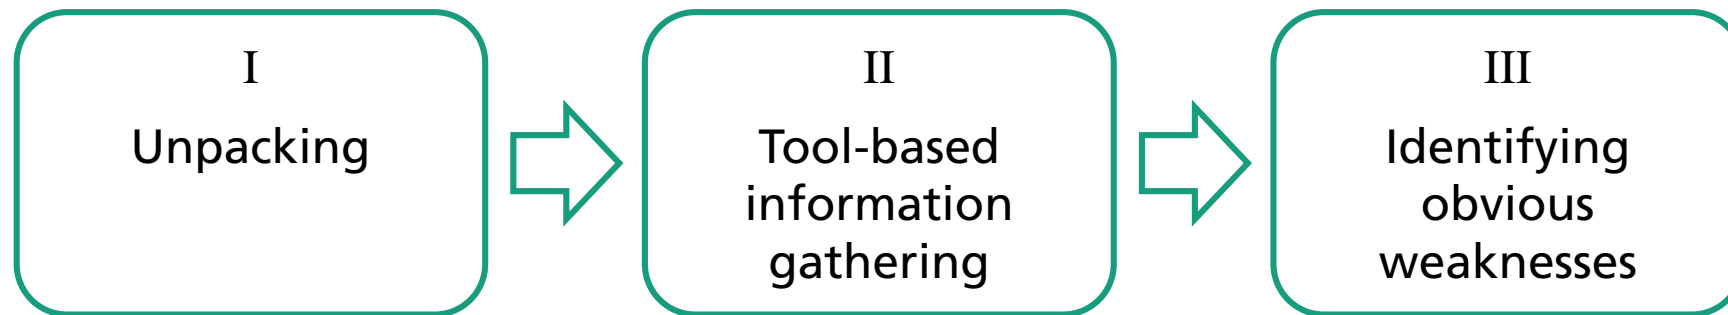 I
Unpacking
II
Tool-based
information
gathering
III
Identifying
obvious
weaknesses